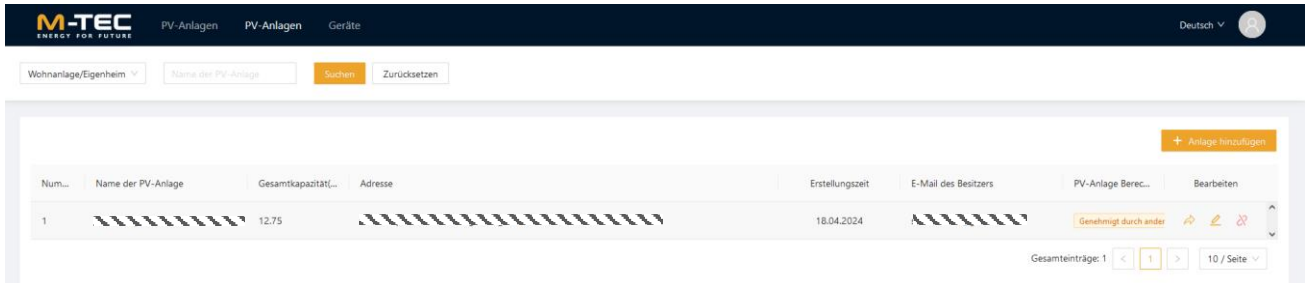 M-TEC
ENERGY FOR FUTURE
PV-Anlagen PV-Anlagen Geräte Deutsch
Wohnanlage/Eigenheim Name der PV-Anlage Suchen Zurücksetzen
+ Anlage hinzufügen
Num... Name der PV-Anlage Gesamtkapazität(... Adresse Erstellungszeit E-Mail des Besitzers PV-Anlage Berec... Bearbeiten
1 12.75 18.04.2024 Genehmigt durch ander
Gesamteinträge: 1 < 1 > 10 / Seite